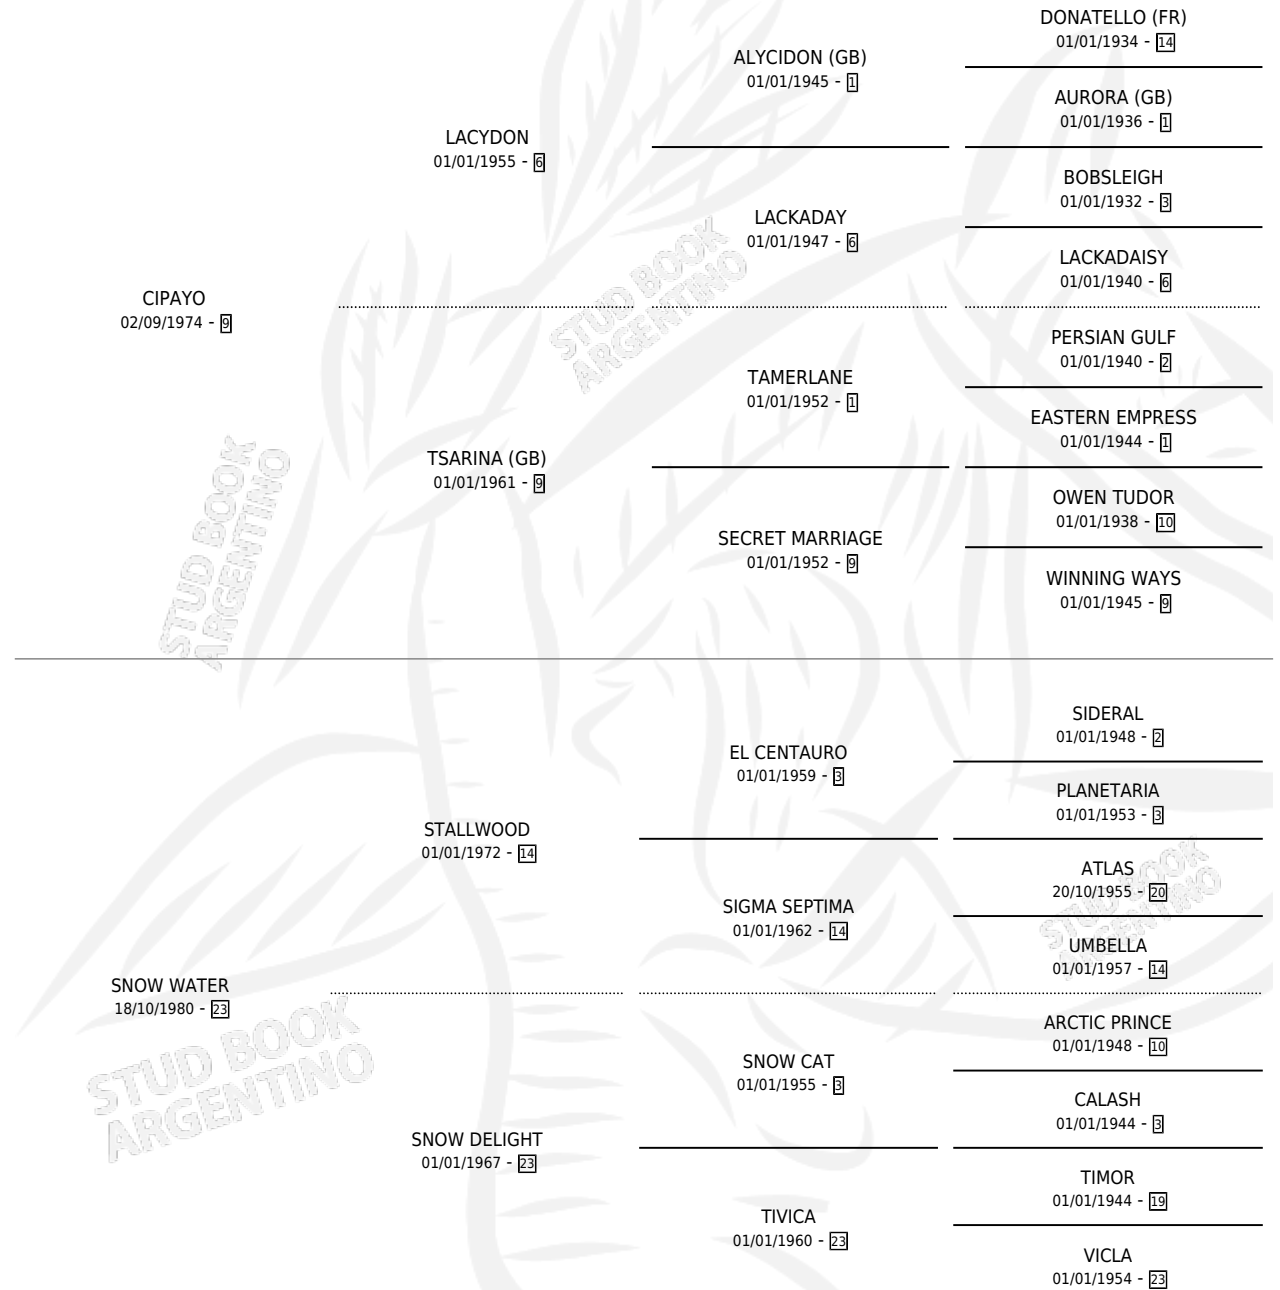 CIPAYO
02/09/1974 - 9
LACYDON
01/01/1955 - 6
ALYCIDON (GB)
01/01/1945 - 1
DONATELLO (FR)
01/01/1934 - 14
AURORA (GB)
01/01/1936 - 1
LACKADAY
01/01/1947 - 6
BOBSLEIGH
01/01/1932 - 3
LACKADAISY
01/01/1940 - 6
TSARINA (GB)
01/01/1961 - 9
TAMERLANE
01/01/1952 - 1
PERSIAN GULF
01/01/1940 - 2
EASTERN EMPRESS
01/01/1944 - 1
SECRET MARRIAGE
01/01/1952 - 9
OWEN TUDOR
01/01/1938 - 10
WINNING WAYS
01/01/1945 - 9
SNOW WATER
18/10/1980 - 23
STALLWOOD
01/01/1972 - 14
EL CENTAURO
01/01/1959 - 3
SIDERAL
01/01/1948 - 2
PLANETARIA
01/01/1953 - 3
SIGMA SEPTIMA
01/01/1962 - 14
ATLAS
20/10/1955 - 20
UMBELLA
01/01/1957 - 14
SNOW DELIGHT
01/01/1967 - 23
SNOW CAT
01/01/1955 - 3
ARCTIC PRINCE
01/01/1948 - 10
CALASH
01/01/1944 - 3
TIVICA
01/01/1960 - 23
TIMOR
01/01/1944 - 19
VICLA
01/01/1954 - 23
STUD BOOK
ARGENTINO
STUD BOOK
ARGENTINO
STUD BOOK
ARGENTINO
STUD BOOK
ARGENTINO